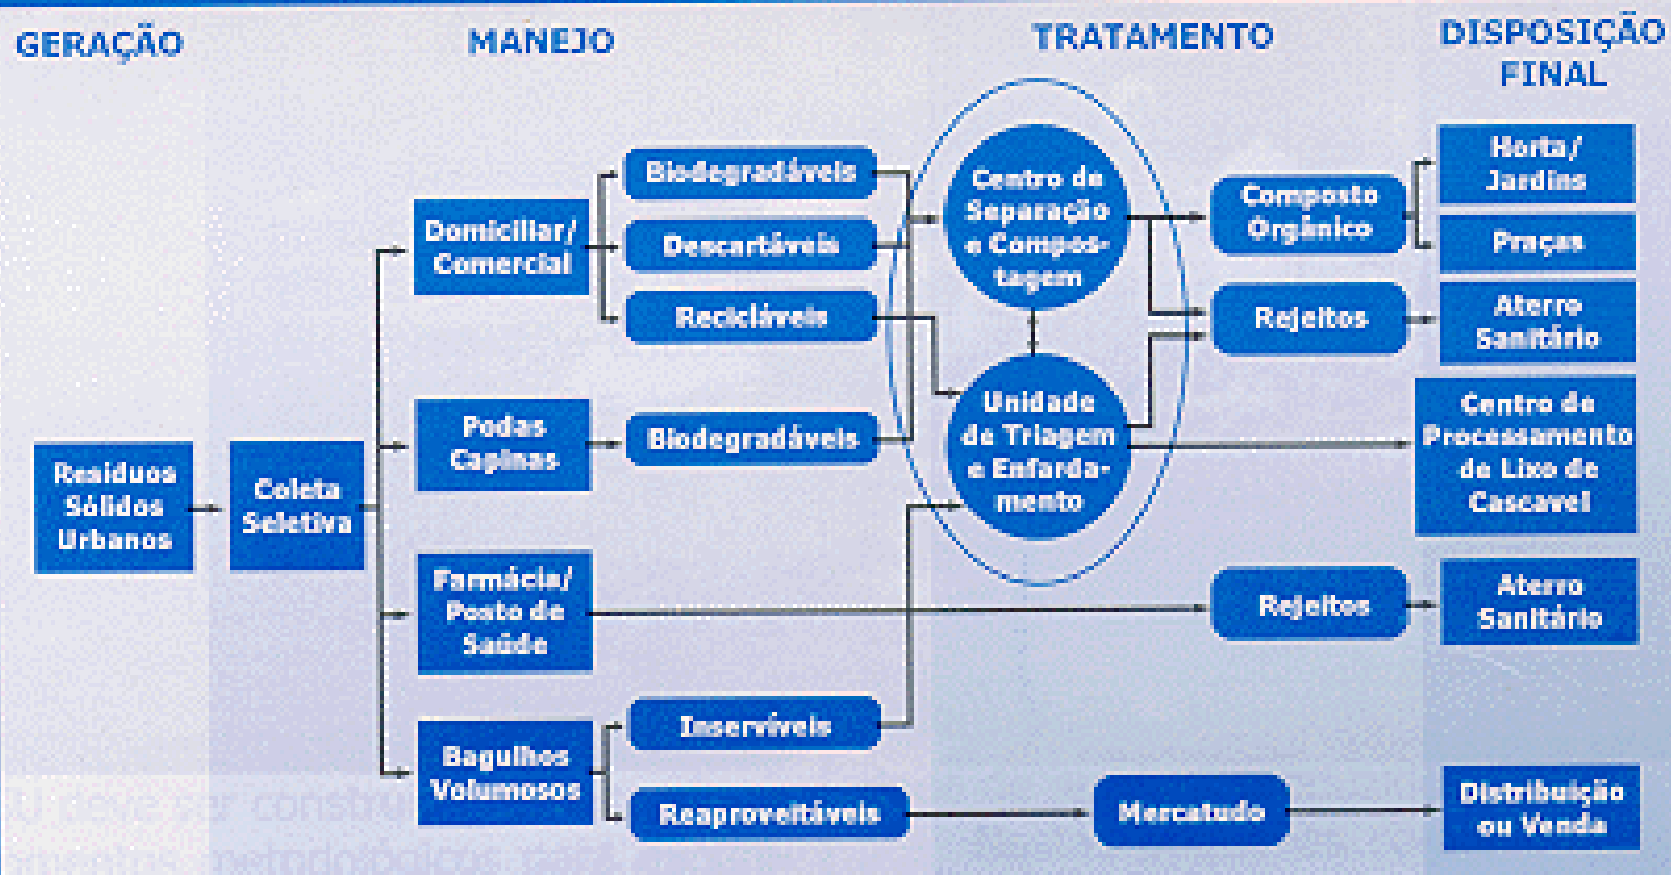 GERAÇÃO
MANEJO
TRATAMENTO
DISPOSIÇÃO
FINAL
Resíduos
Sólidos
Urbanos
Coleta
Seletiva
Domiciliar/
Comercial
Biodegradáveis
Descartáveis
Recicláveis
Podas
Capinas
Biodegradáveis
Farmácia/
Posto de
Saúde
Bagulhos
Volumosos
Inservíveis
Reaproveitáveis
Centro de
Separação
e Compos-
tagem
Unidade
de Triagem
e Enfarda-
mento
Composto
Orgânico
Rejeitos
Rejeitos
Mercatudo
Horta/
Jardins
Praças
Aterro
Sanitário
Centro de
Processamento
de Lixo de
Cascavel
Aterro
Sanitário
Distribuição
ou Venda
deve ver